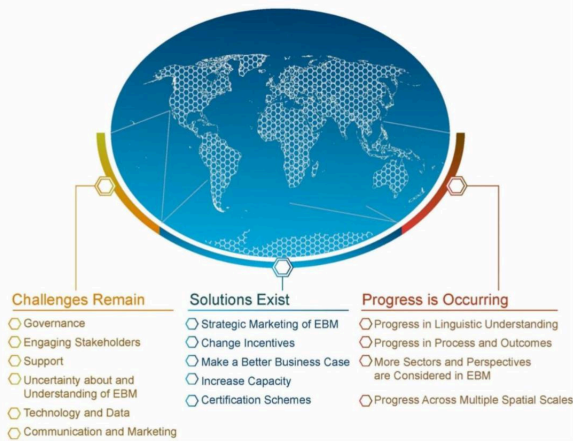 Challenges Remain
Governance
Engaging Stakeholders
Support
Uncertainty about and
Understanding of EBM
Technology and Data
Communication and Marketing
Solutions Exist
Strategic Marketing of EBM
Change Incentives
Make a Better Business Case
Increase Capacity
Certification Schemes
Progress is Occurring
Progress in Linguistic Understanding
Progress in Process and Outcomes
More Sectors and Perspectives
are Considered in EBM
Progress Across Multiple Spatial Scales